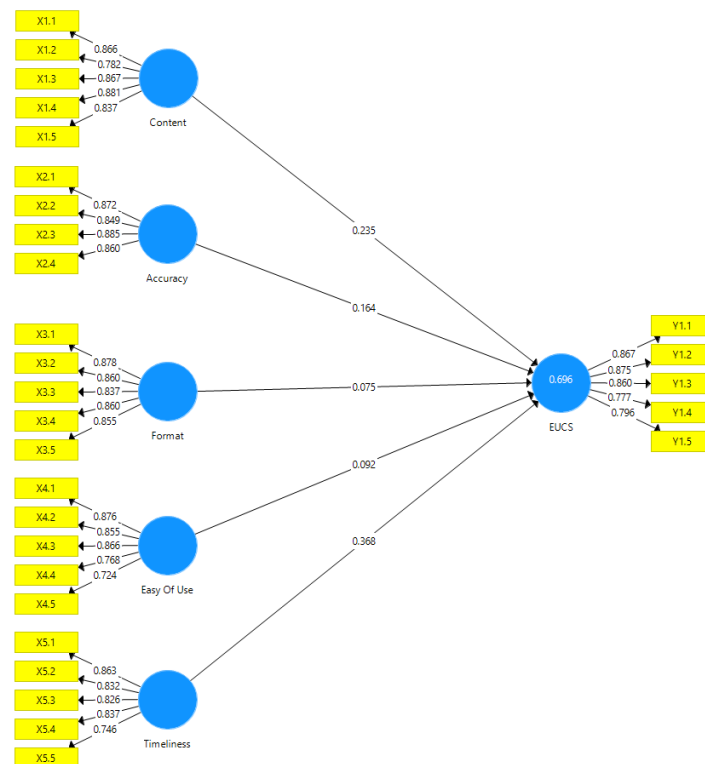 X1.1
X1.2
X1.3
X1.4
X1.5
0.866
0.782
0.867
0.881
0.837
Content
X2.1
X2.2
X2.3
X2.4
0.872
0.849
0.885
0.860
Accuracy
X3.1
X3.2
X3.3
X3.4
X3.5
0.878
0.860
0.837
0.860
0.855
Format
X4.1
X4.2
X4.3
X4.4
X4.5
0.876
0.855
0.866
0.768
0.724
Easy Of Use
X5.1
X5.2
X5.3
X5.4
X5.5
0.863
0.832
0.826
0.837
0.746
Timeliness
0.235
0.164
0.075
0.092
0.368
0.696
EUCS
0.867
0.875
0.860
0.777
0.796
Y1.1
Y1.2
Y1.3
Y1.4
Y1.5